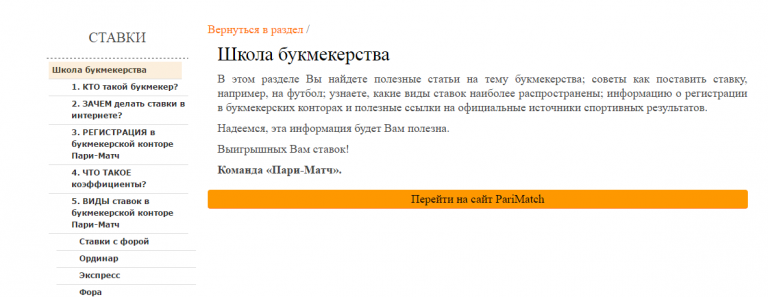 СТАВКИ
Школа букмекерства
1. КТО такой букмекер?
2. ЗАЧЕМ делать ставки в
интернете?
3. РЕГИСТРАЦИЯ в
букмекерской конторе
Пари-Матч
4. ЧТО ТАКОЕ
коэффициенты?
5. ВИДЫ ставок в
букмекерской конторе
Пари-Матч
Ставки с форой
Ординар
Экспресс
Фора
Вернуться в раздел /
Школа букмекерства
В этом разделе Вы найдете полезные статьи на тему букмекерства; советы как поставить ставку,
например, на футбол; узнаете, какие виды ставок наиболее распространены; информацию о регистрации
в букмекерских конторах и полезные ссылки на официальные источники спортивных результатов.
Надеемся, эта информация будет Вам полезна.
Выигрышных Вам ставок!
Команда «Пари-Матч».
Перейти на сайт PariMatch